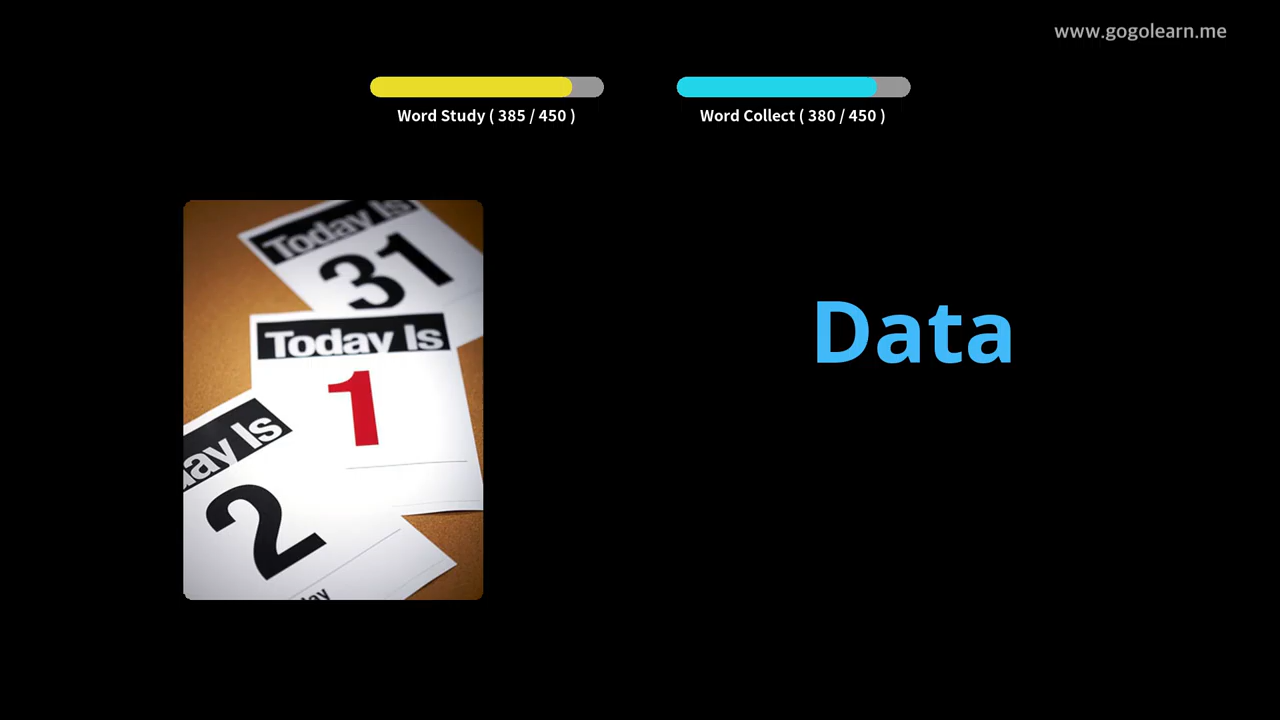 www.gogolearn.me
Word Study ( 385 / 450 )
Word Collect ( 380 / 450 )
Today Is
31
Today Is
1
ay Is
2
Data